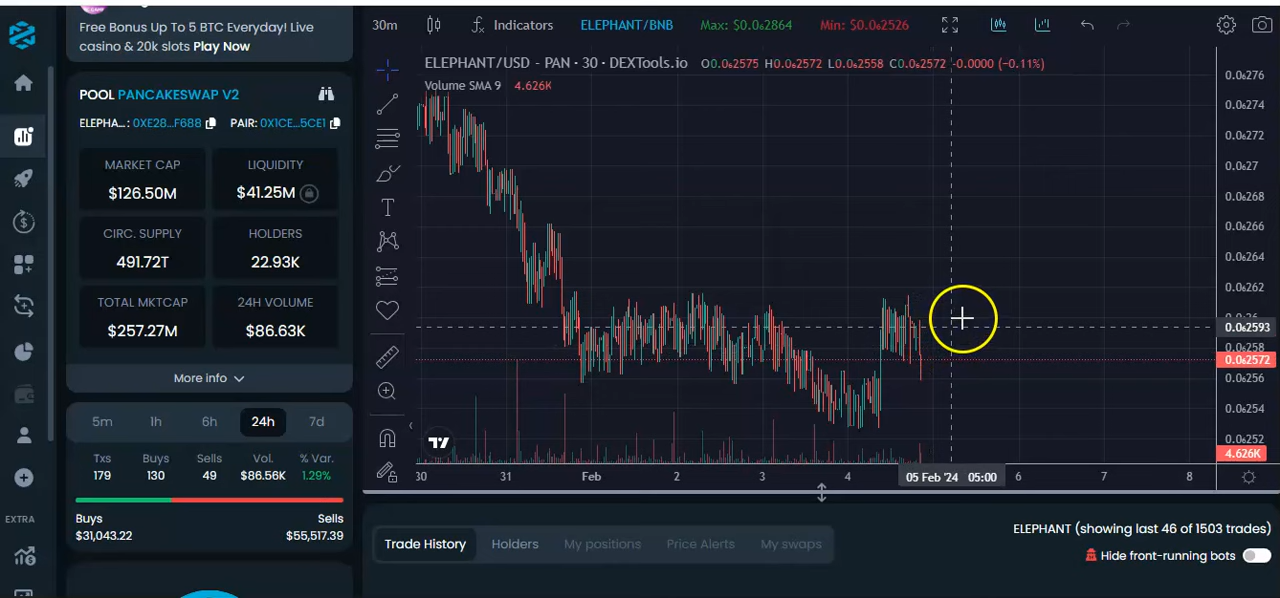 Free Bonus Up To 5 BTC Everyday! Live
casino & 20k slots Play Now
POOL PANCAKESWAP V2
ELEPHA...: 0XE28...F688 PAIR: 0X1CE...5CE1
MARKET CAP
$126.50M
LIQUIDITY
$41.25M
CIRC. SUPPLY
491.72T
HOLDERS
22.93K
TOTAL MKTCAP
$257.27M
24H VOLUME
$86.63K
More info
5m 1h 6h 24h 7d
Txs Buys Sells Vol. % Var.
179 130 49 $86.56K 1.29%
Buys Sells
$31,043.22 $55,517.39
EXTRA
30m Indicators ELEPHANT/BNB Max: $0.0₆2864 Min: $0.0₆2526
ELEPHANT/USD - PAN · 30 · DEXTools.io O0.0₆2575 H0.0₆2572 L0.0₆2558 C0.0₆2572 -0.0000 (-0.11%)
Volume SMA 9 4.626K
0.0₆276
0.0₆274
0.0₆272
0.0₆27
0.0₆268
0.0₆266
0.0₆264
0.0₆262
0.0₆2593
0.0₆258
0.0₆2572
0.0₆256
0.0₆254
0.0₆252
4.626K
30 31 Feb 2 3 4 05 Feb '24 05:00 6 7 8
Trade History Holders My positions Price Alerts My swaps
ELEPHANT (showing last 46 of 1503 trades)
Hide front-running bots